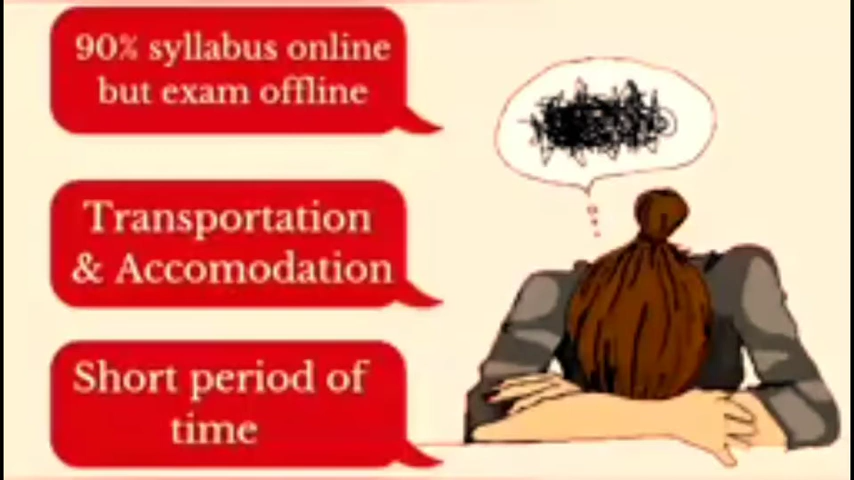 90% syllabus online
but exam offline
Transportation
& Accomodation
Short period of
time